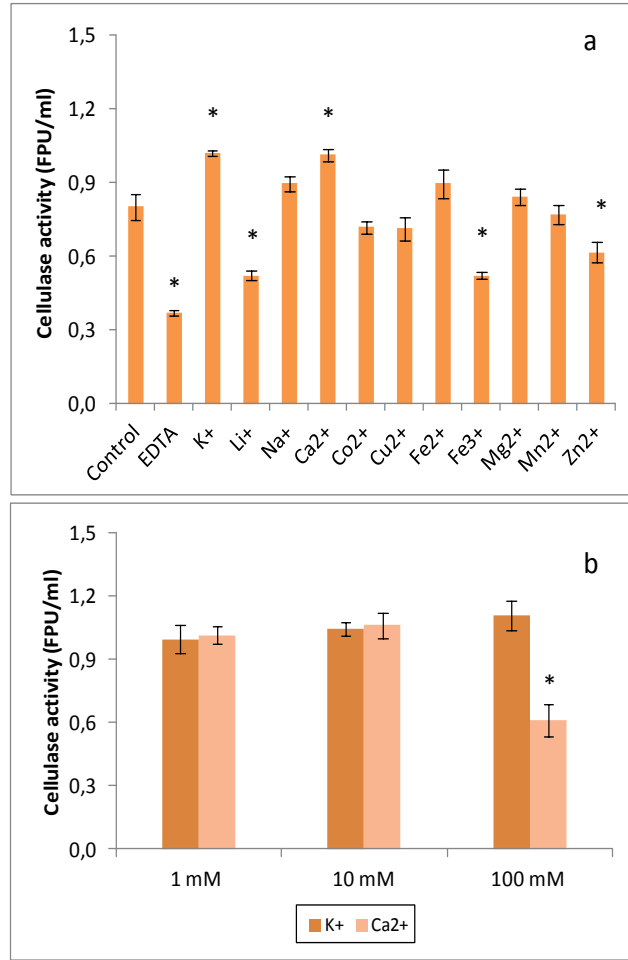 a
Cellulase activity (FPU/ml)
1,5
1,2
0,9
0,6
0,3
0,0
* * * * * *
Control EDTA K+ Li+ Na+ Ca2+ Co2+ Cu2+ Fe2+ Fe3+ Mg2+ Mn2+ Zn2+
b
Cellulase activity (FPU/ml)
1,5
1,2
0,9
0,6
0,3
0,0
*
1 mM 10 mM 100 mM
K+ Ca2+